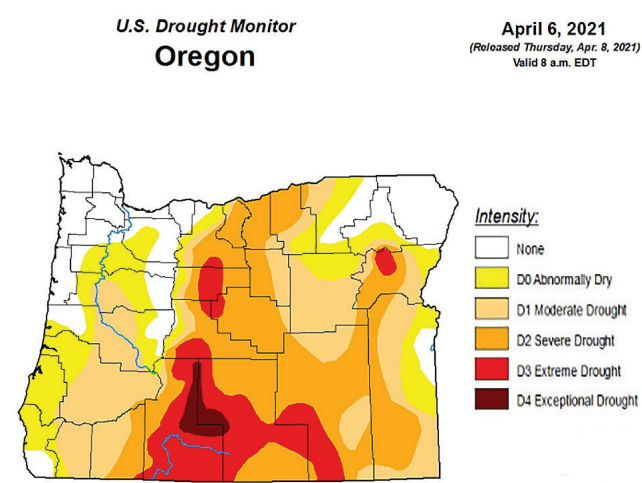 U.S. Drought Monitor
Oregon
April 6, 2021
(Released Thursday, Apr. 8, 2021)
Valid 8 a.m. EDT
Intensity:
None
D0 Abnormally Dry
D1 Moderate Drought
D2 Severe Drought
D3 Extreme Drought
D4 Exceptional Drought